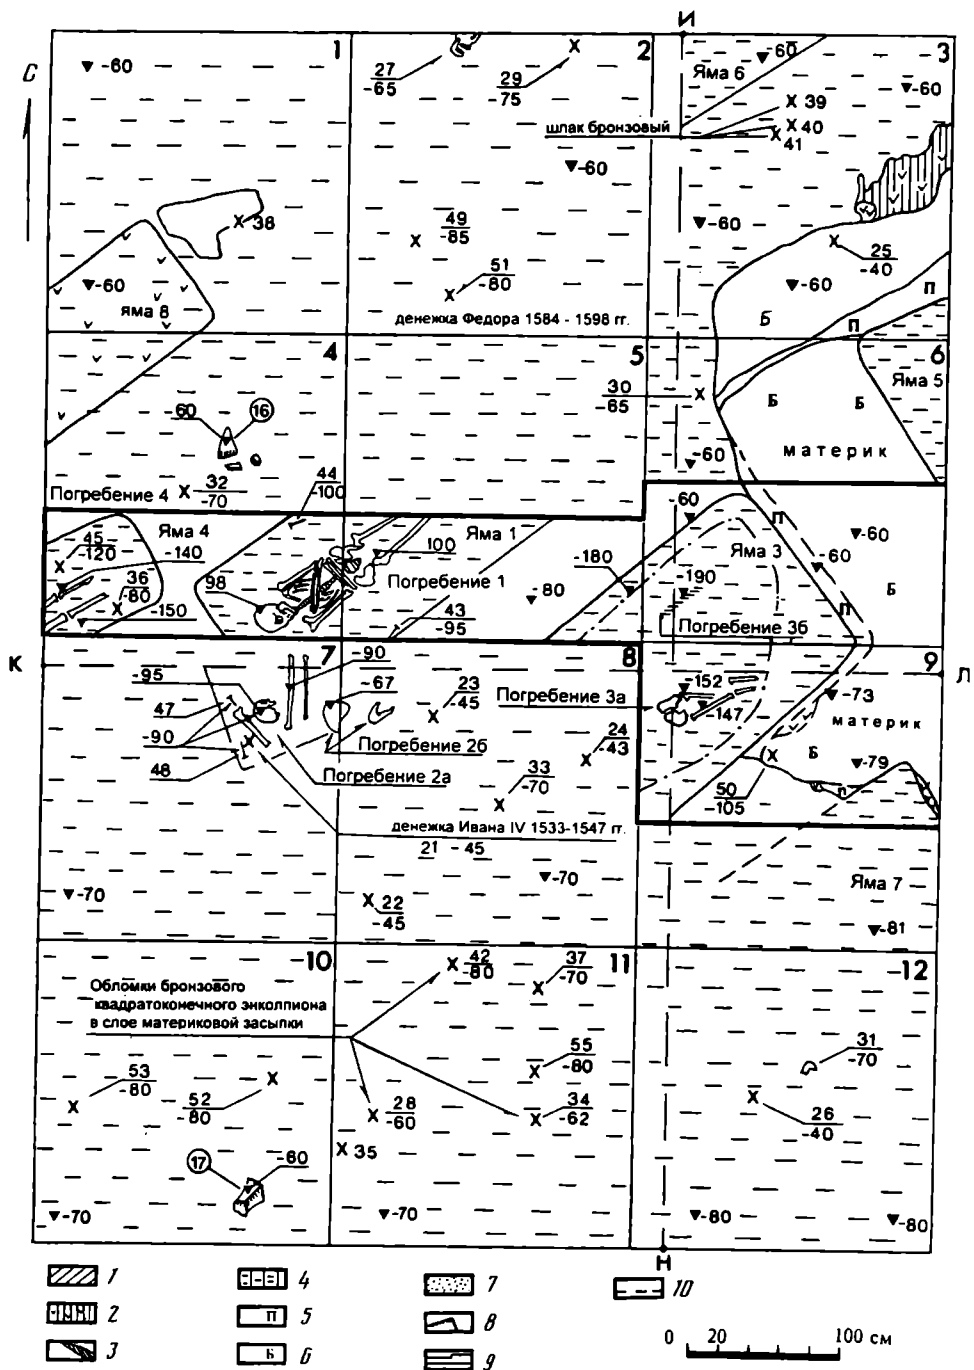 И
С
1
2
3
-60
27
-65
29
-75
-60
Яма 6
-60
шлак бронзовый
39
40
41
-60
38
49
-85
-60
25
-40
-60
яма 8
51
-80
-60
п
Б
п
денежка Федора 1584 - 1598 гг.
4
5
6
30
-65
Яма 5
Б
Б
материк
-60
16
-60
44
-100
32
-70
Погребение 4
Яма 4
45
-120
-140
36
-80
-150
98
Яма 1
100
Погребение 1
-80
43
-95
-180
-60
п
Яма 3
-60
-60
-190
Б
п
Погребение 3б
К
7
8
9
Л
-95
-90
-67
47
-90
48
23
-45
Погребение 3а
-152
-147
-73
материк
Погребение 2б
24
-43
Погребение 2а
33
-70
Б
-79
50
-105
п
денежка Ивана IV 1533-1547 гг.
21 - 45
-70
-70
22
-45
Яма 7
-81
10
11
12
Обломки бронзового
квадратоконечного энколпиона
в слое материковой засыпки
42
-80
37
-70
31
-70
53
-80
52
-80
55
-80
28
-60
34
-62
26
-40
35
17
-60
-70
-70
-80
-80
Н
1
4
7
10
2
п 5
8
3
Б 6
9
0 20 100 см